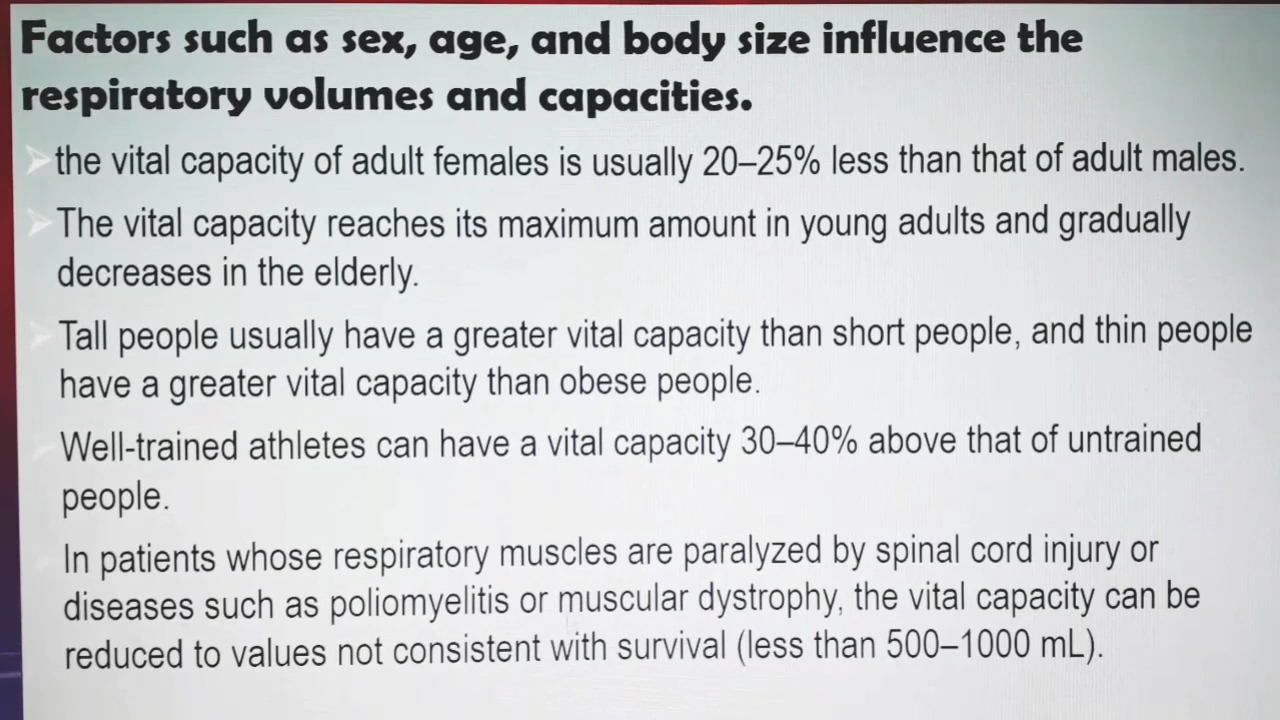 Factors such as sex, age, and body size influence the
respiratory volumes and capacities.
the vital capacity of adult females is usually 20–25% less than that of adult males.
The vital capacity reaches its maximum amount in young adults and gradually
decreases in the elderly.
Tall people usually have a greater vital capacity than short people, and thin people
have a greater vital capacity than obese people.
Well-trained athletes can have a vital capacity 30–40% above that of untrained
people.
In patients whose respiratory muscles are paralyzed by spinal cord injury or
diseases such as poliomyelitis or muscular dystrophy, the vital capacity can be
reduced to values not consistent with survival (less than 500–1000 mL).